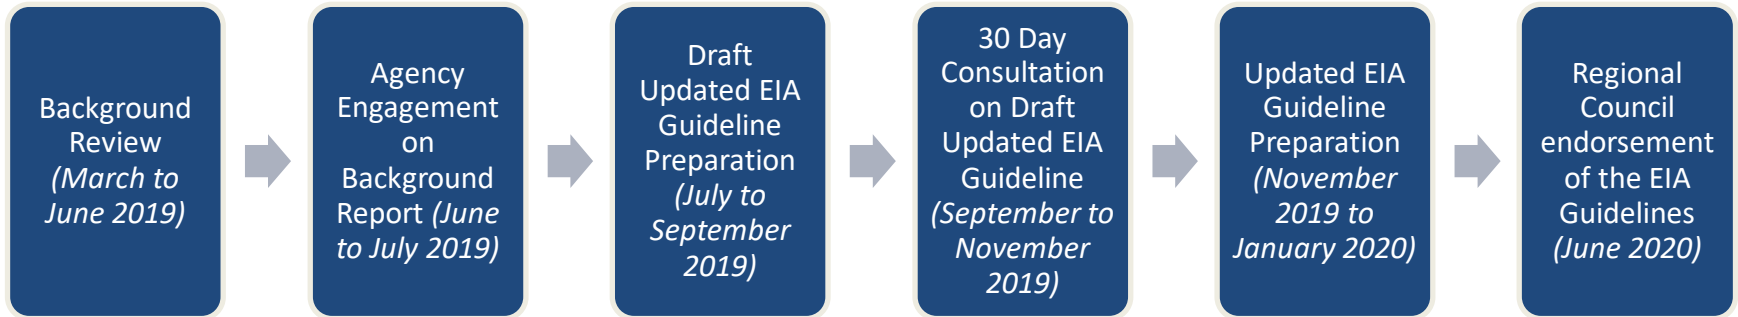 Background
Review
(March to
June 2019)
Agency
Engagement
on
Background
Report (June
to July 2019)
Draft
Updated EIA
Guideline
Preparation
(July to
September
2019)
30 Day
Consultation
on Draft
Updated EIA
Guideline
(September to
November
2019)
Updated EIA
Guideline
Preparation
(November
2019 to
January 2020)
Regional
Council
endorsement
of the EIA
Guidelines
(June 2020)